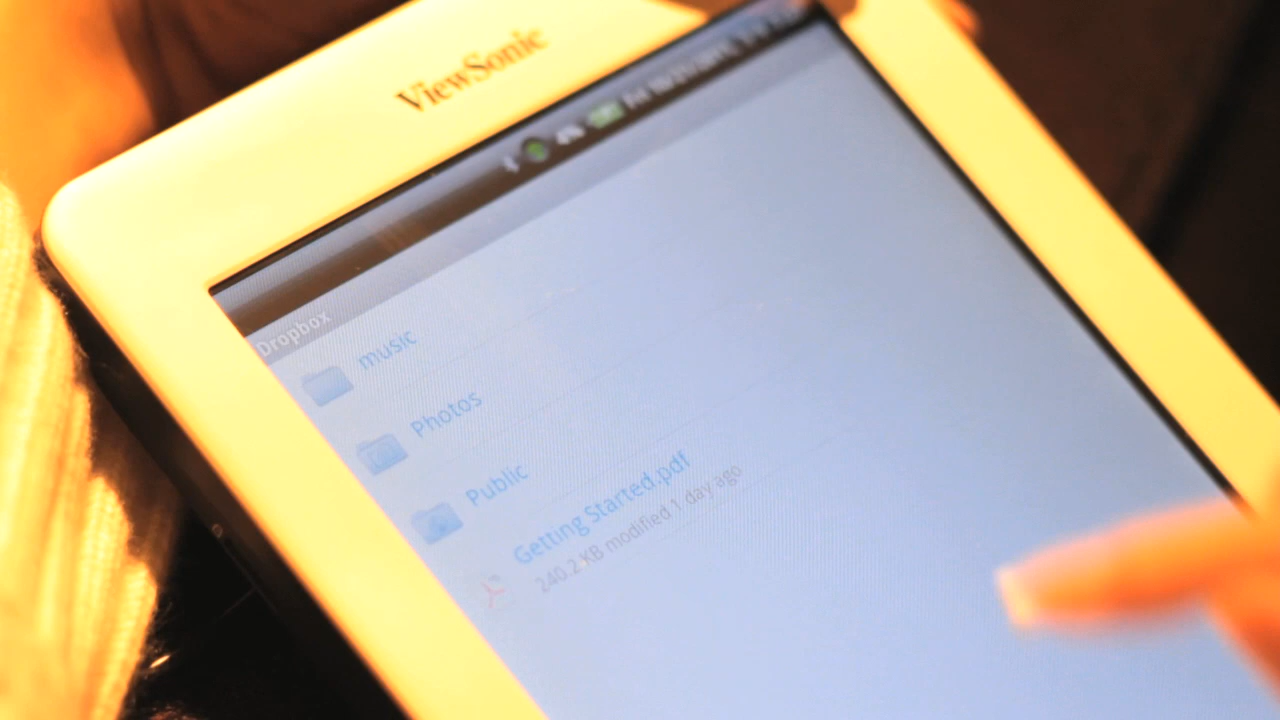 ViewSonic
Dropbox
music
Photos
Public
Getting Started.pdf
240.2 KB modified 1 day ago